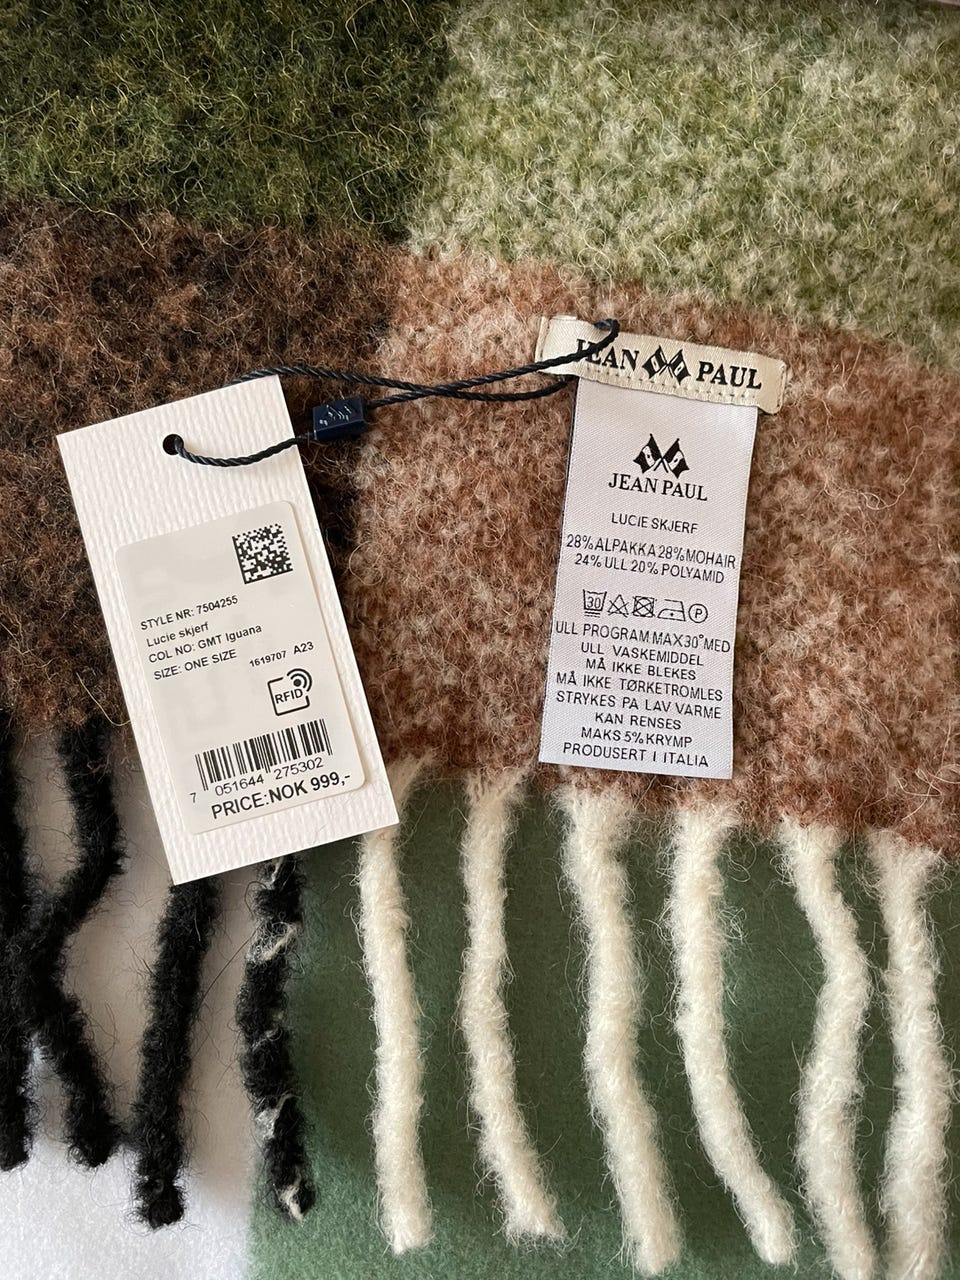 JEAN PAUL
JEAN PAUL
LUCIE SKJERF
28% ALPAKKA 28% MOHAIR
24% ULL 20% POLYAMID
30 P
ULL PROGRAM MAX 30° MED
ULL VASKEMIDDEL
MÅ IKKE BLEKES
MÅ IKKE TØRKETROMLES
STRYKES PA LAV VARME
KAN RENSES
MAKS 5% KRYMP
PRODUSERT I ITALIA
STYLE NR: 7504255
Lucie skjerf
COL NO: GMT Iguana
SIZE: ONE SIZE 1619707 A23
RFID
7 051644 275302
PRICE:NOK 999,-